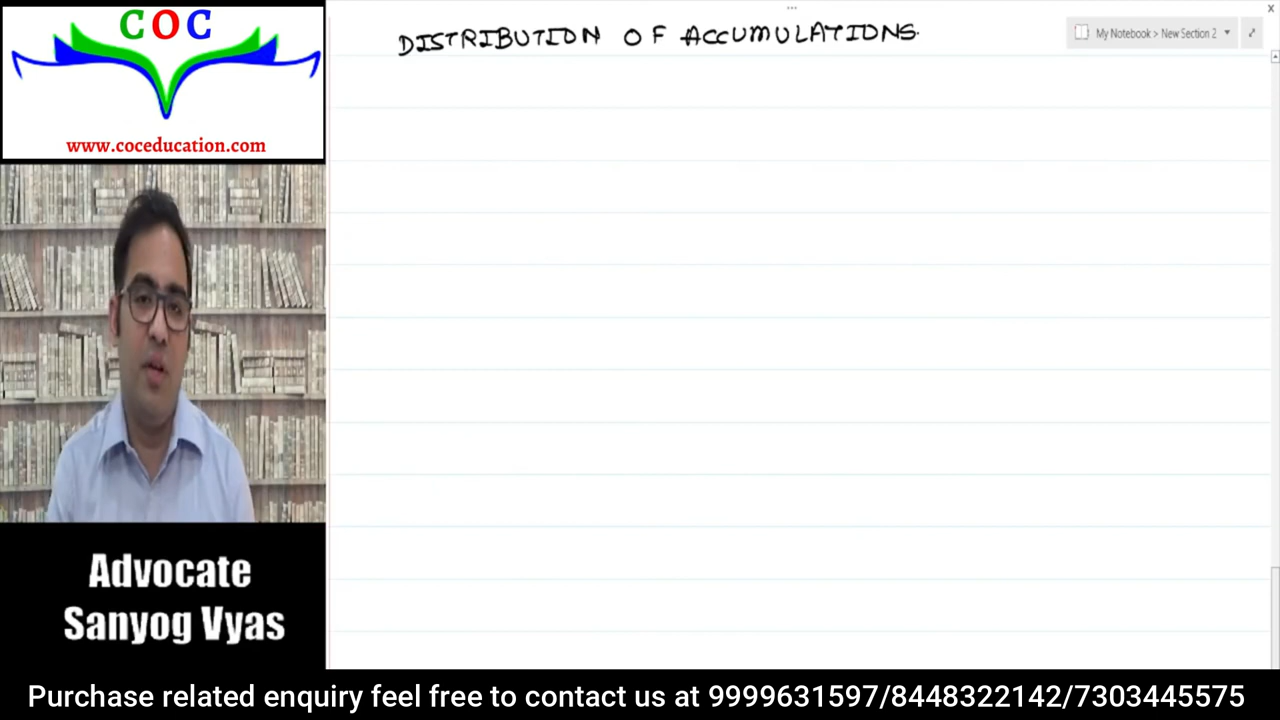 COC
www.coceducation.com
DISTRIBUTION OF ACCUMULATIONS.
My Notebook > New Section 2
Advocate
Sanyog Vyas
Purchase related enquiry feel free to contact us at 9999631597/8448322142/7303445575